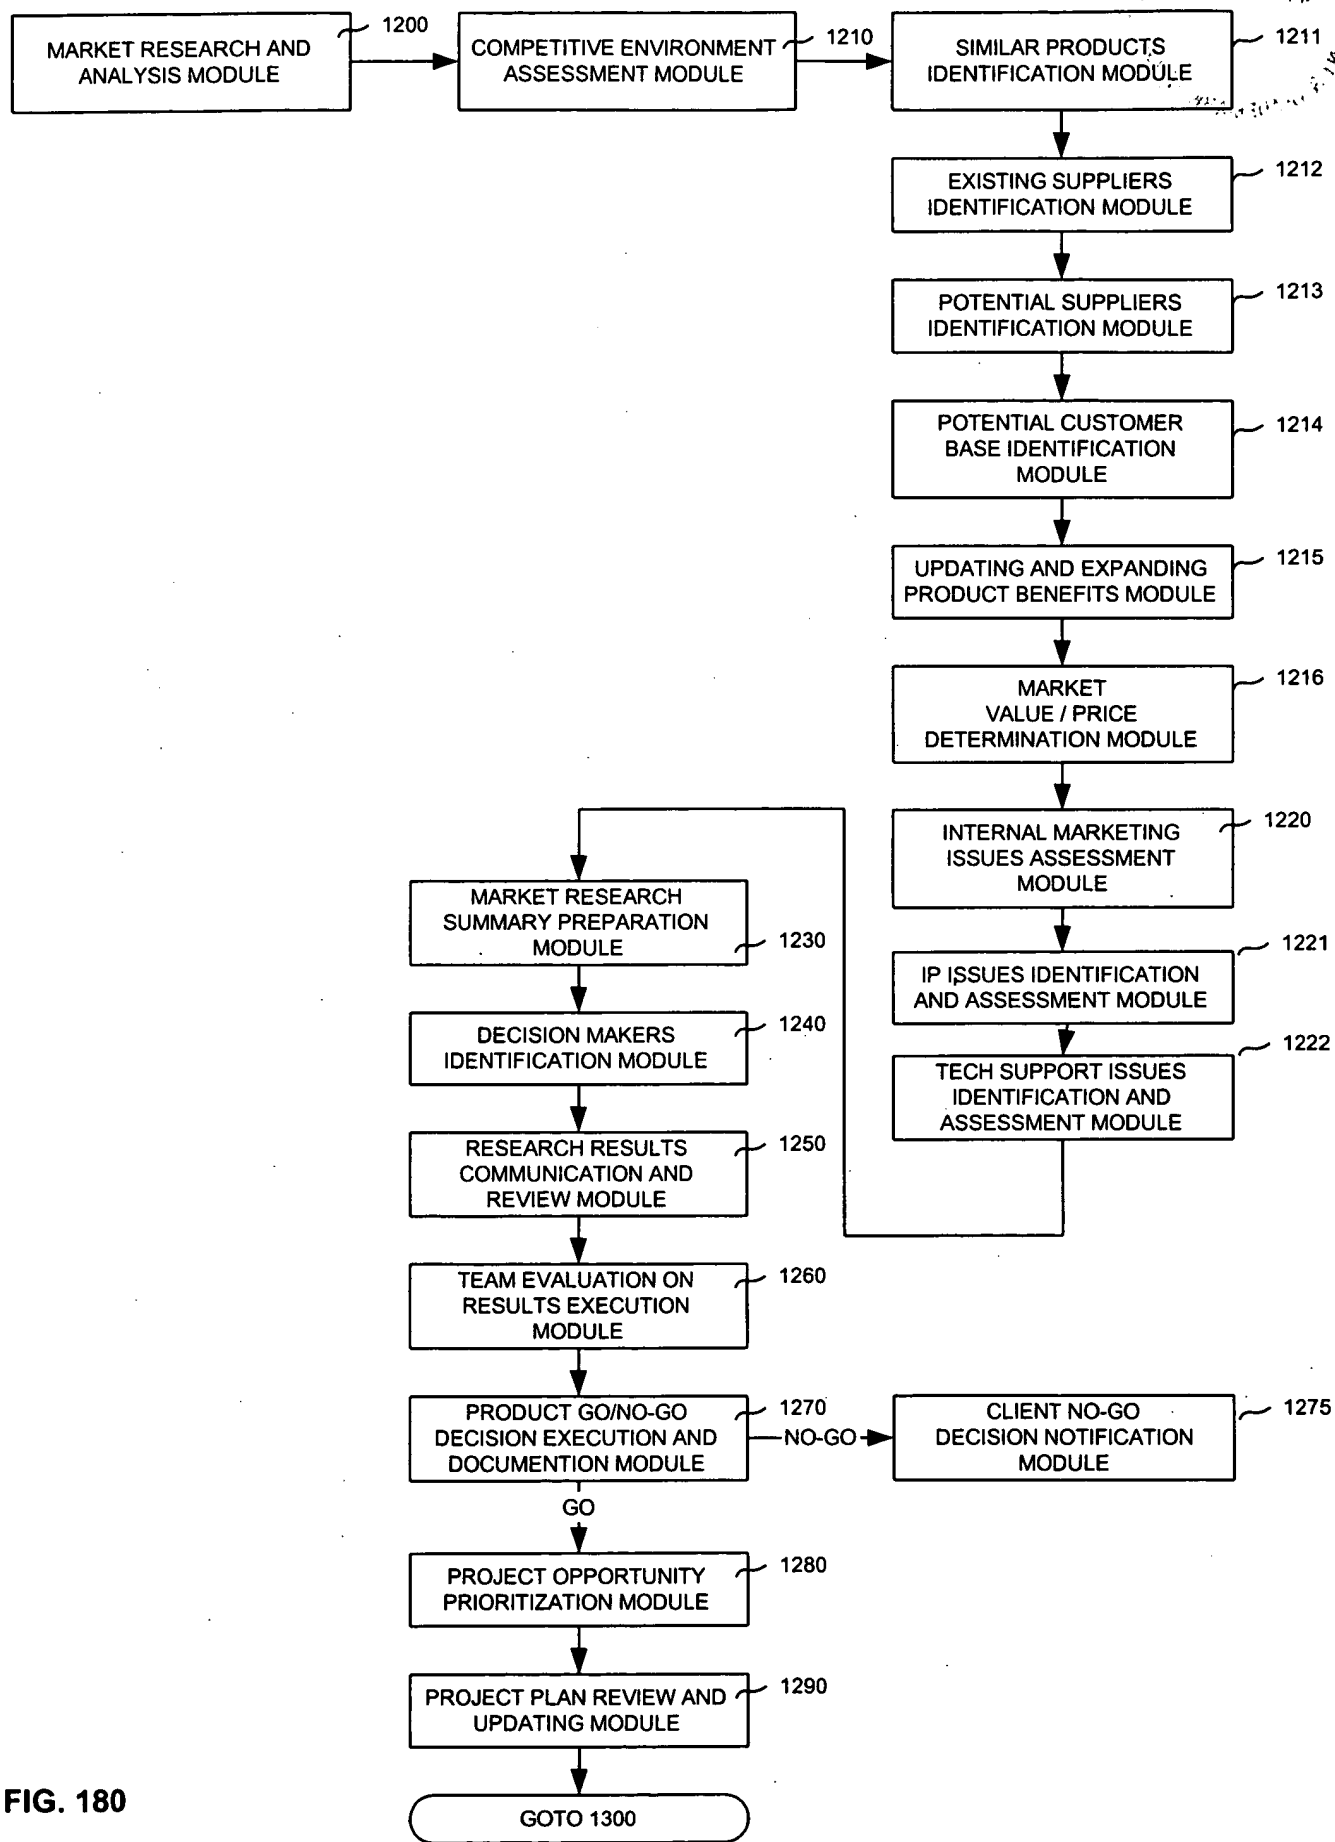 MARKET RESEARCH AND
ANALYSIS MODULE
1200
COMPETITIVE ENVIRONMENT
ASSESSMENT MODULE
1210
SIMILAR PRODUCTS
IDENTIFICATION MODULE
1211
EXISTING SUPPLIERS
IDENTIFICATION MODULE
1212
POTENTIAL SUPPLIERS
IDENTIFICATION MODULE
1213
POTENTIAL CUSTOMER
BASE IDENTIFICATION
MODULE
1214
UPDATING AND EXPANDING
PRODUCT BENEFITS MODULE
1215
MARKET
VALUE / PRICE
DETERMINATION MODULE
1216
INTERNAL MARKETING
ISSUES ASSESSMENT
MODULE
1220
IP ISSUES IDENTIFICATION
AND ASSESSMENT MODULE
1221
TECH SUPPORT ISSUES
IDENTIFICATION AND
ASSESSMENT MODULE
1222
MARKET RESEARCH
SUMMARY PREPARATION
MODULE
1230
DECISION MAKERS
IDENTIFICATION MODULE
1240
RESEARCH RESULTS
COMMUNICATION AND
REVIEW MODULE
1250
TEAM EVALUATION ON
RESULTS EXECUTION
MODULE
1260
PRODUCT GO/NO-GO
DECISION EXECUTION AND
DOCUMENTION MODULE
1270
NO-GO
CLIENT NO-GO
DECISION NOTIFICATION
MODULE
1275
GO
PROJECT OPPORTUNITY
PRIORITIZATION MODULE
1280
PROJECT PLAN REVIEW AND
UPDATING MODULE
1290
GOTO 1300
FIG. 180